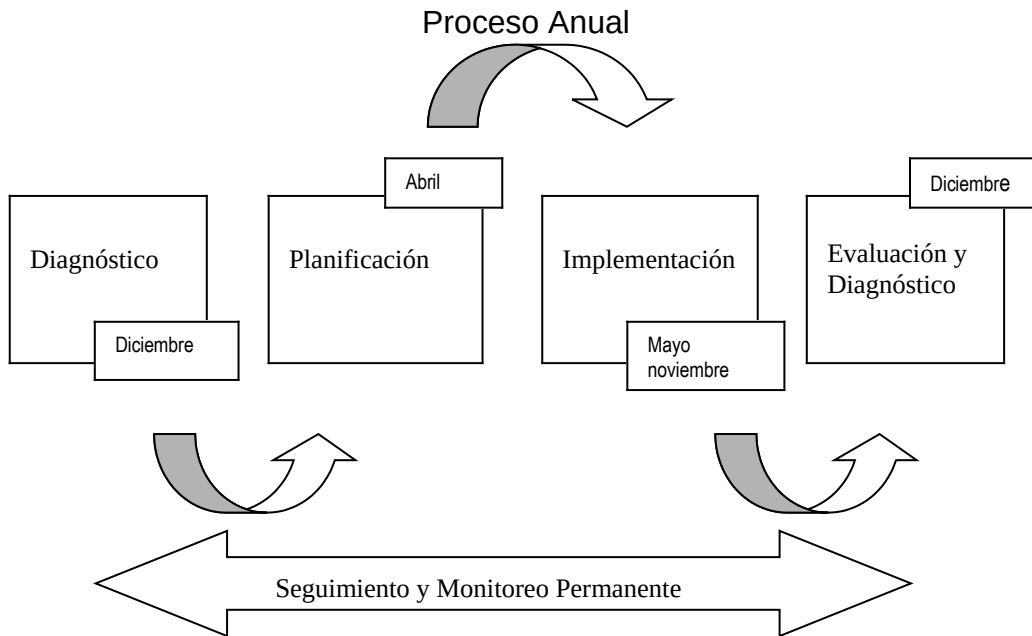 Proceso Anual
Abril
Diciembre
Diagnóstico
Planificación
Implementación
Evaluación y
Diagnóstico
Diciembre
Mayo
noviembre
Seguimiento y Monitoreo Permanente